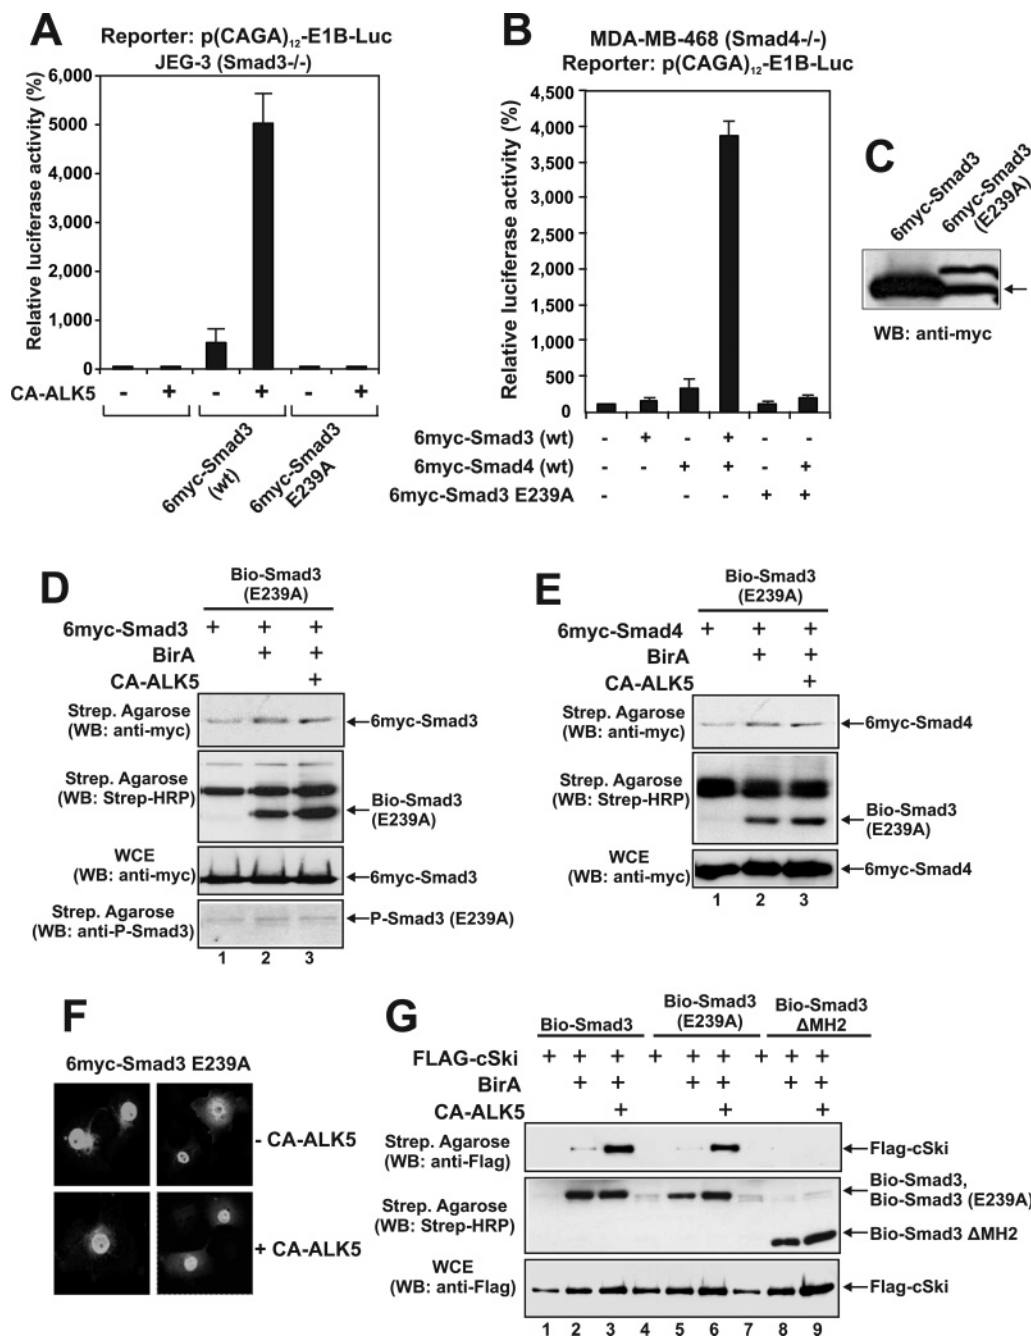 A
Reporter: p(CAGA)12-E1B-Luc
JEG-3 (Smad3-/-)
Relative luciferase activity (%)
6,000
5000
4,000
3,000
2,000
1,000
0
CA-ALK5 - + - + - +
6myc-Smad3 (wt)
6myc-Smad3 E239A
B
MDA-MB-468 (Smad4-/-)
Reporter: p(CAGA)12-E1B-Luc
Relative luciferase activity (%)
4,500
4,000
3,500
3,000
2,500
2,000
1,500
1,000
500
0
6myc-Smad3 (wt) - + - + - -
6myc-Smad4 (wt) - - + + - +
6myc-Smad3 E239A - - - - + +
C
6myc-Smad3
6myc-Smad3 (E239A)
WB: anti-myc
D
Bio-Smad3
(E239A)
6myc-Smad3 + + +
BirA + +
CA-ALK5 +
Strep. Agarose
(WB: anti-myc)
6myc-Smad3
Strep. Agarose
(WB: Strep-HRP)
Bio-Smad3
(E239A)
WCE
(WB: anti-myc)
6myc-Smad3
Strep. Agarose
(WB: anti-P-Smad3)
P-Smad3 (E239A)
1 2 3
E
Bio-Smad3
(E239A)
6myc-Smad4 + + +
BirA + +
CA-ALK5 +
Strep. Agarose
(WB: anti-myc)
6myc-Smad4
Strep. Agarose
(WB: Strep-HRP)
Bio-Smad3
(E239A)
WCE
(WB: anti-myc)
6myc-Smad4
1 2 3
F
6myc-Smad3 E239A
- CA-ALK5
+ CA-ALK5
G
Bio-Smad3
Bio-Smad3
(E239A)
Bio-Smad3
ΔMH2
FLAG-cSki + + + + + + + + +
BirA + + + + + +
CA-ALK5 + + +
Strep. Agarose
(WB: anti-Flag)
Flag-cSki
Strep. Agarose
(WB: Strep-HRP)
Bio-Smad3,
Bio-Smad3 (E239A)
Bio-Smad3 ΔMH2
WCE
(WB: anti-Flag)
Flag-cSki
1 2 3 4 5 6 7 8 9